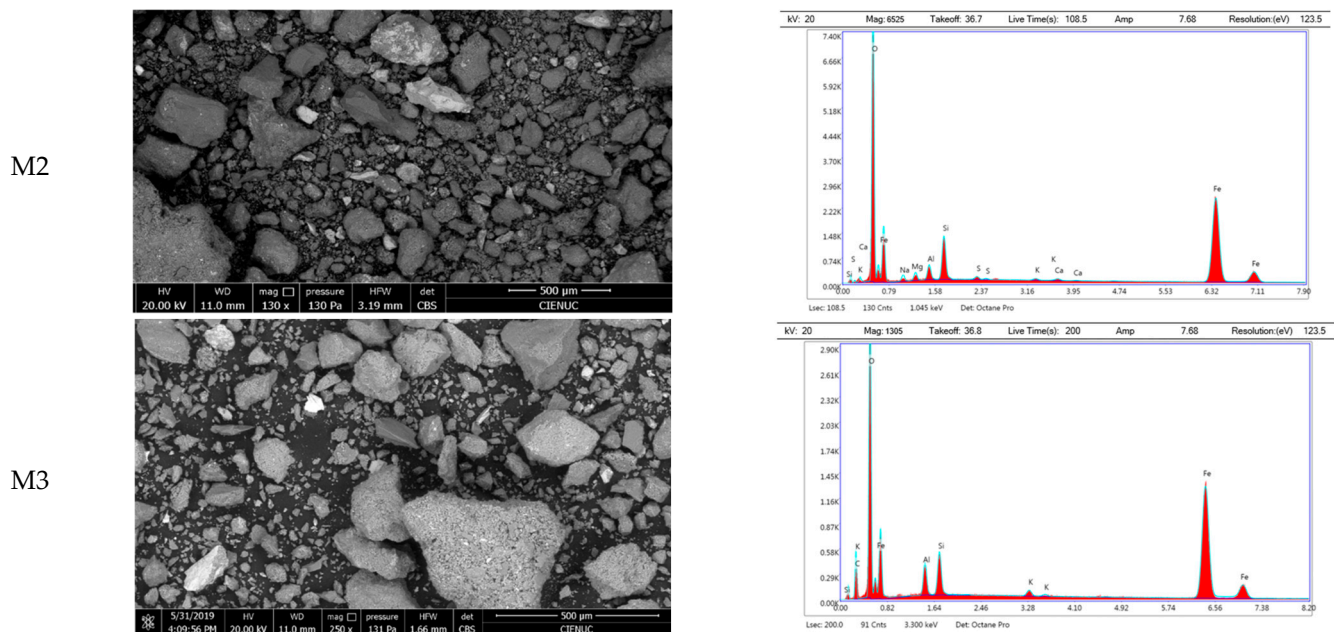 M2
HV WD mag pressure HFW det
20.00 kV 11.0 mm 130 x 130 Pa 3.19 mm CBS
500 µm
CIENUC
kV: 20 Mag: 6525 Takeoff: 36.7 Live Time(s): 108.5 Amp 7.68 Resolution:(eV) 123.5
7.40K
6.66K
5.92K
5.18K
4.44K
3.70K
2.96K
2.22K
1.48K
0.74K
0.00K
O
Fe
Ca
S
K
Si
Fe
Na
Mg
Al
Si
S
S
K
K
Ca
Ca
Fe
0.00 0.79 1.58 2.37 3.16 3.95 4.74 5.53 6.32 7.11 7.90
Lsec: 108.5 130 Cnts 1.045 keV Det: Octane Pro
M3
5/31/2019 HV WD mag pressure HFW det
4:09:56 PM 20.00 kV 11.0 mm 250 x 131 Pa 1.66 mm CBS
500 µm
CIENUC
kV: 20 Mag: 1305 Takeoff: 36.8 Live Time(s): 200 Amp 7.68 Resolution:(eV) 123.5
2.90K
2.61K
2.32K
2.03K
1.74K
1.45K
1.16K
0.87K
0.58K
0.29K
0.00K
O
Fe
K
C
Si
Fe
Al
Si
K
K
Fe
0.00 0.82 1.64 2.46 3.28 4.10 4.92 5.74 6.56 7.38 8.20
Lsec: 200.0 91 Cnts 3.300 keV Det: Octane Pro